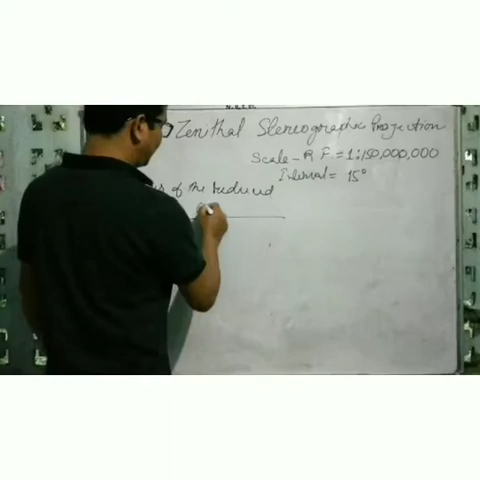 Zenithal Stereographic Projection
Scale - R.F. = 1:150,000,000
Interval = 15°
of the reduced